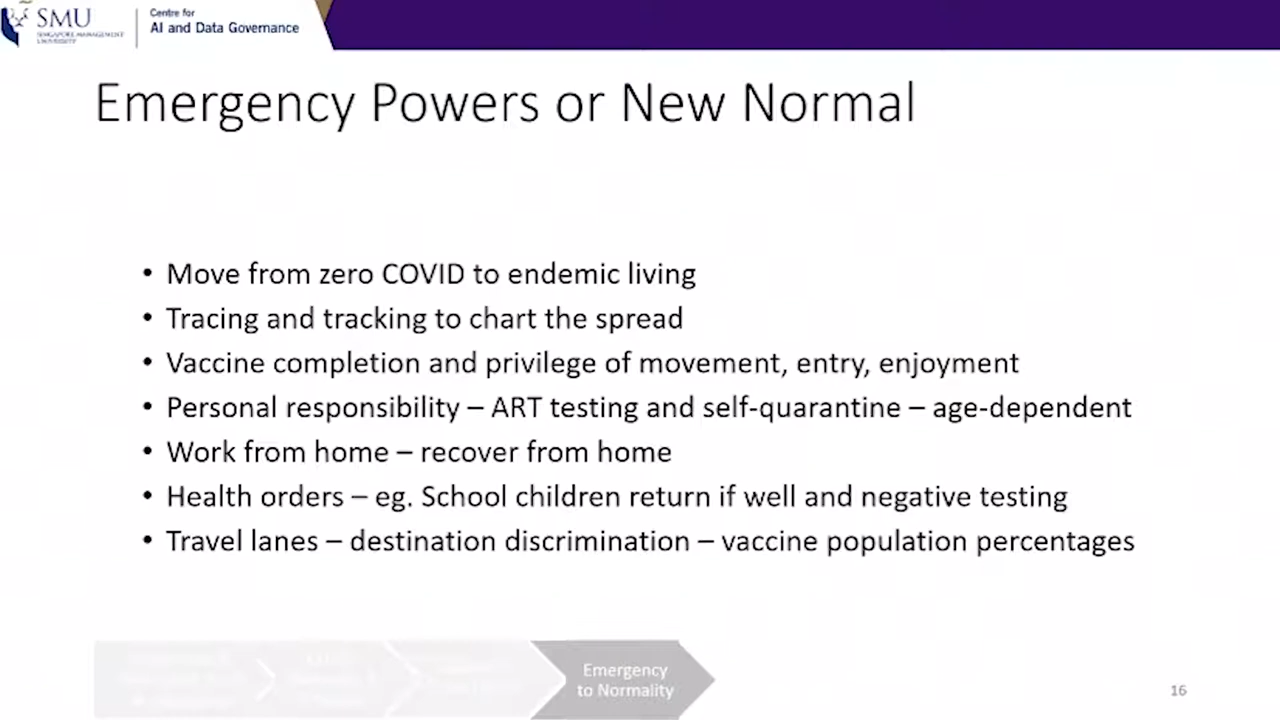 SMU
SINGAPORE MANAGEMENT
UNIVERSITY
Centre for
AI and Data Governance
Emergency Powers or New Normal
• Move from zero COVID to endemic living
• Tracing and tracking to chart the spread
• Vaccine completion and privilege of movement, entry, enjoyment
• Personal responsibility – ART testing and self-quarantine – age-dependent
• Work from home – recover from home
• Health orders – eg. School children return if well and negative testing
• Travel lanes – destination discrimination – vaccine population percentages
Emergency
to Normality
16